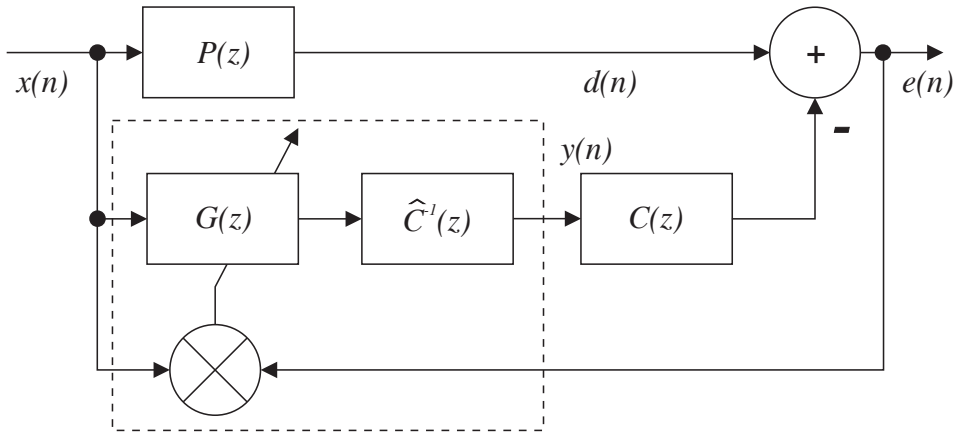 P(z)
+
x(n)
d(n)
e(n)
-
y(n)
G(z)
Ĉ⁻¹(z)
C(z)